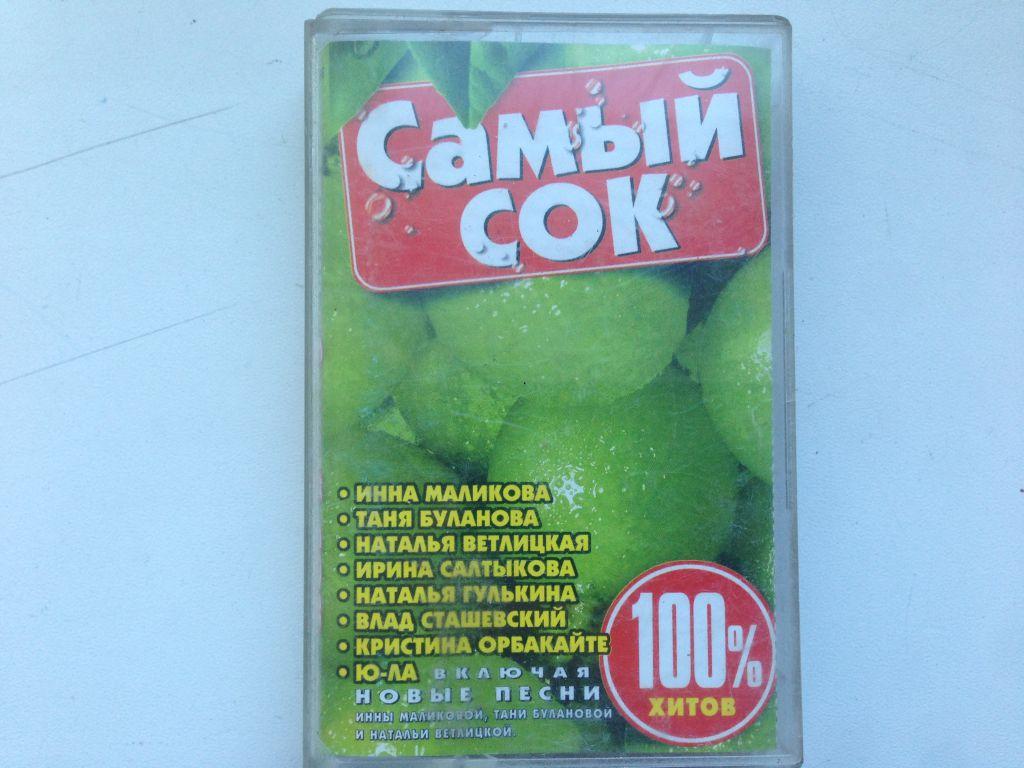 Самый
сок
• ИННА МАЛИКОВА
• ТАНЯ БУЛАНОВА
• НАТАЛЬЯ ВЕТЛИЦКАЯ
• ИРИНА САЛТЫКОВА
• НАТАЛЬЯ ГУЛЬКИНА
• ВЛАД СТАШЕВСКИЙ
• КРИСТИНА ОРБАКАЙТЕ
• Ю-ЛА ВКЛЮЧАЯ
НОВЫЕ ПЕСНИ
ИННЫ МАЛИКОВОЙ, ТАНИ БУЛАНОВОЙ
И НАТАЛЬИ ВЕТЛИЦКОЙ.
100%
ХИТОВ